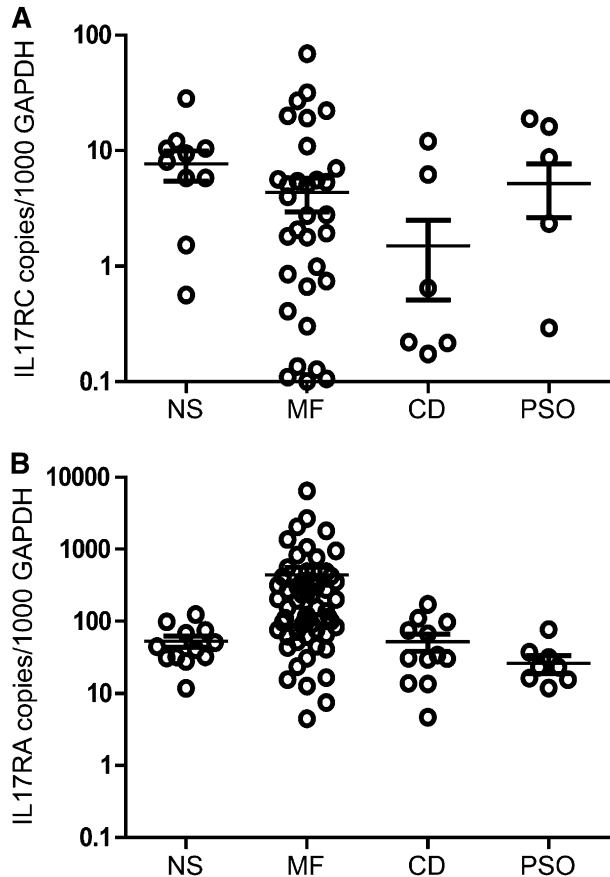 A
IL17RC copies/1000 GAPDH
100
10
1
0.1
NS MF CD PSO
B
IL17RA copies/1000 GAPDH
10000
1000
100
10
1
0.1
NS MF CD PSO